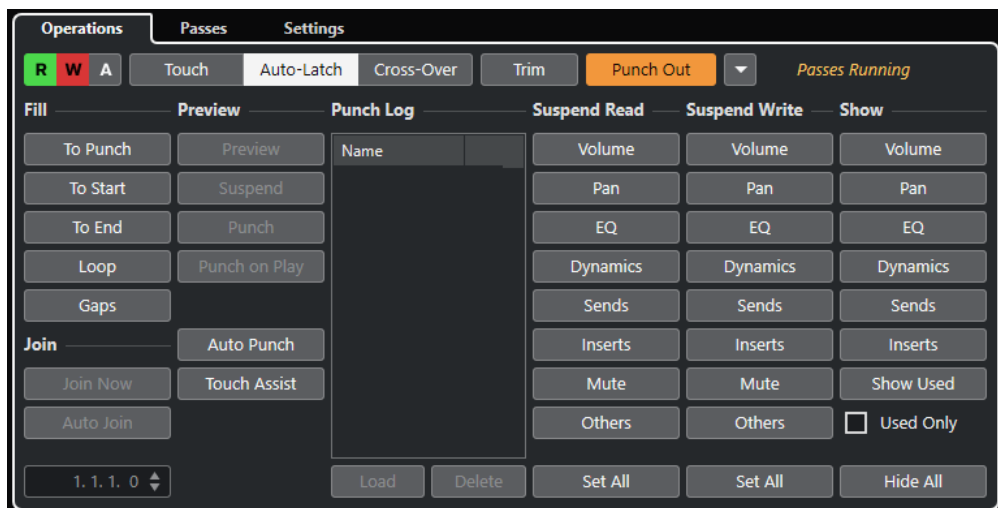 Operations Passes Settings
R W A Touch Auto-Latch Cross-Over Trim Punch Out Passes Running
Fill Preview Punch Log Suspend Read Suspend Write Show
To Punch Preview Name Volume Volume Volume
To Start Suspend Pan Pan Pan
To End Punch EQ EQ EQ
Loop Punch on Play Dynamics Dynamics Dynamics
Gaps Sends Sends Sends
Join Auto Punch Inserts Inserts Inserts
Join Now Touch Assist Mute Mute Show Used
Auto Join Others Others Used Only
1. 1. 1. 0 Load Delete Set All Set All Hide All